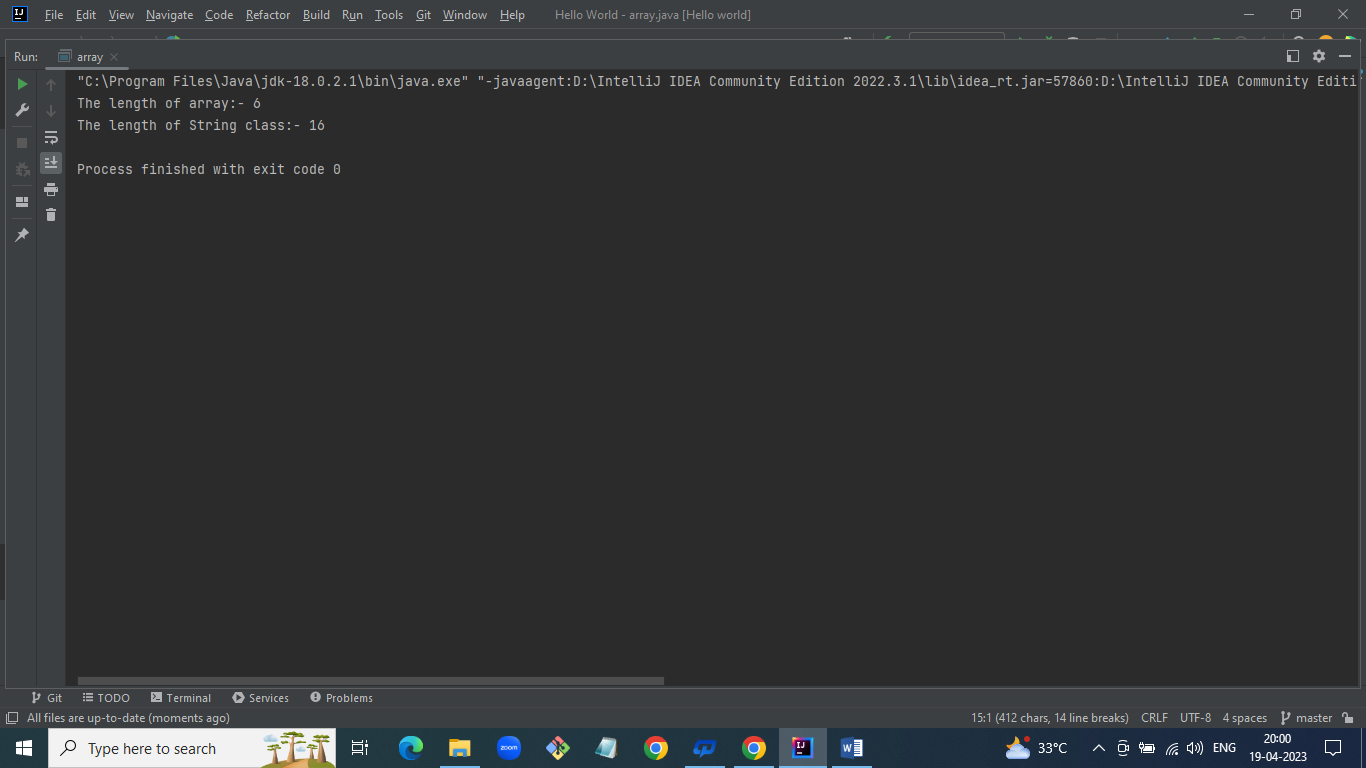 File Edit View Navigate Code Refactor Build Run Tools Git Window Help Hello World - array.java [Hello world]
Run: array
"C:\Program Files\Java\jdk-18.0.2.1\bin\java.exe" "-javaagent:D:\IntelliJ IDEA Community Edition 2022.3.1\lib\idea_rt.jar=57860:D:\IntelliJ IDEA Community Editi
The length of array:- 6
The length of String class:- 16
Process finished with exit code 0
Git TODO Terminal Services Problems
All files are up-to-date (moments ago) 15:1 (412 chars, 14 line breaks) CRLF UTF-8 4 spaces master
Type here to search zoom 33°C ENG 20:00
19-04-2023